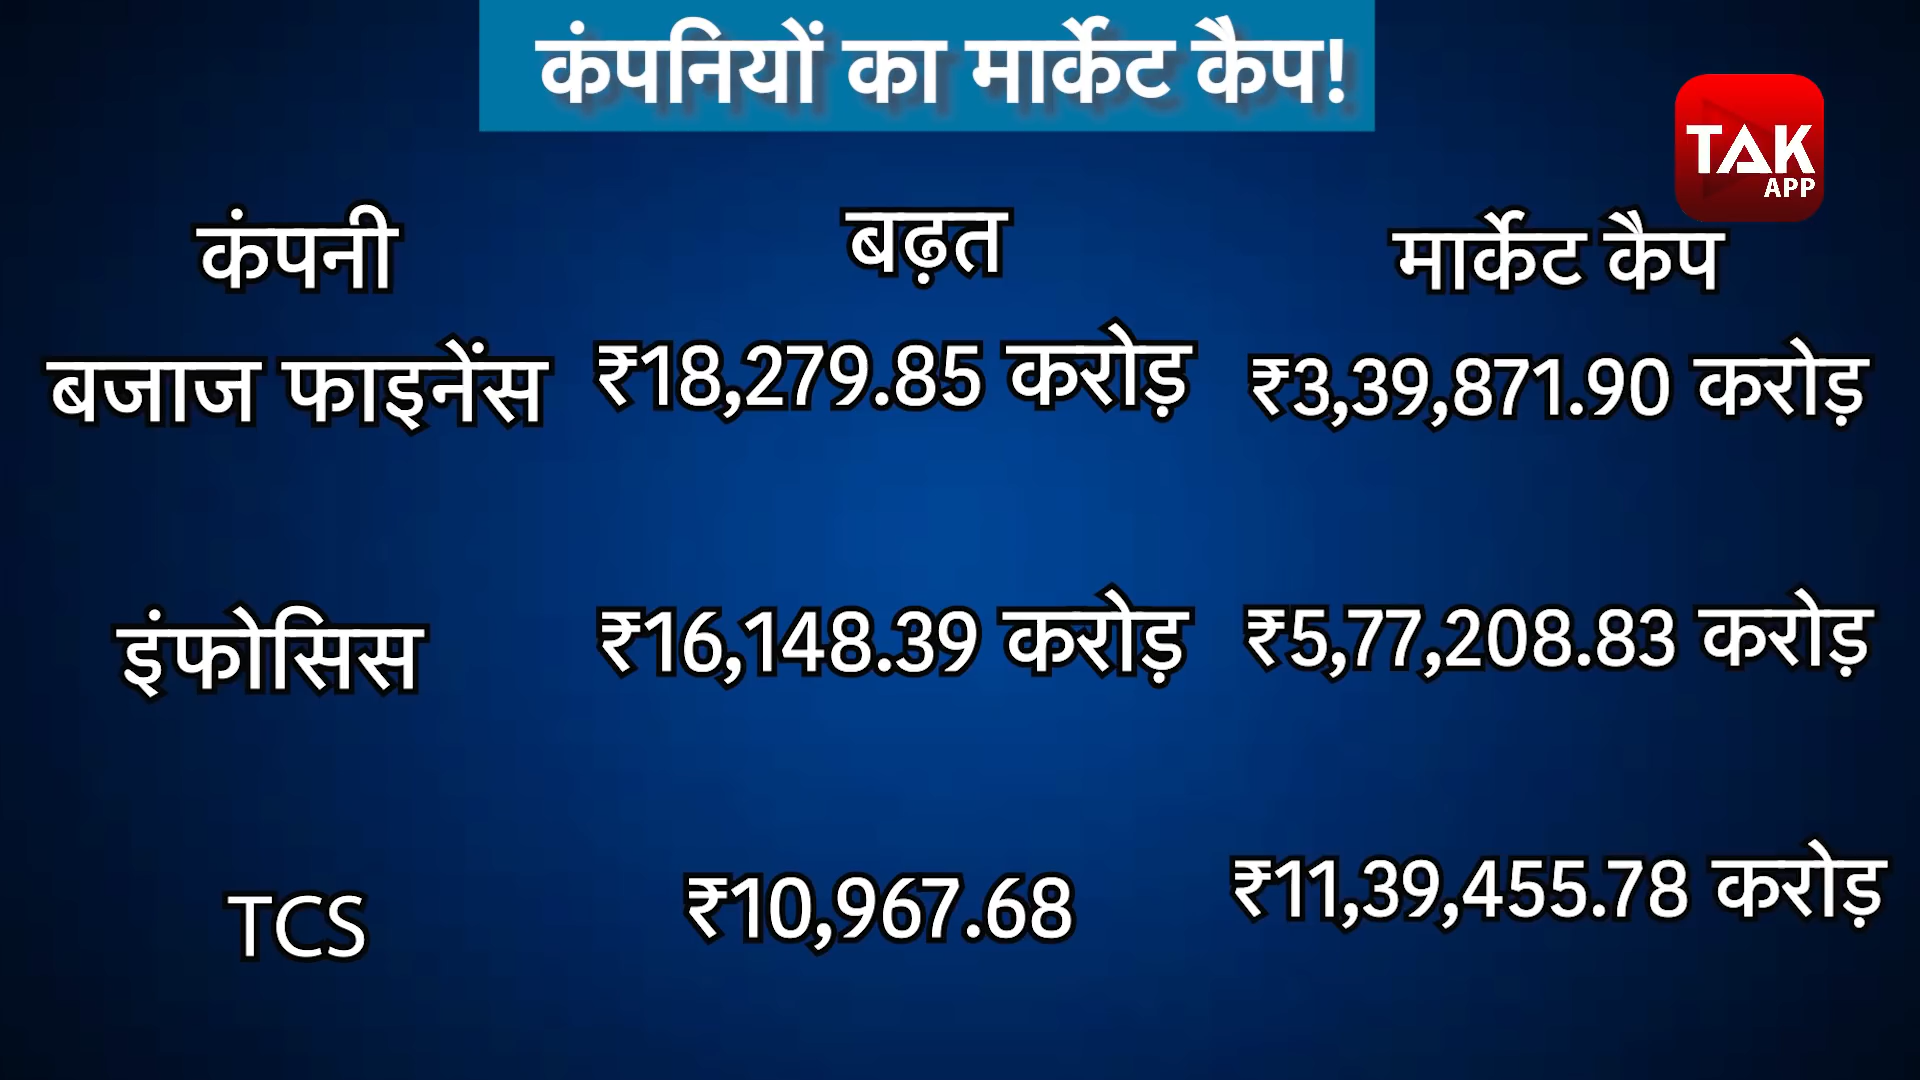 कंपनियों का मार्केट कैप!
TAK
APP
कंपनी बढ़त मार्केट कैप
बजाज फाइनेंस ₹18,279.85 करोड़ ₹3,39,871.90 करोड़
इंफोसिस ₹16,148.39 करोड़ ₹5,77,208.83 करोड़
TCS ₹10,967.68 ₹11,39,455.78 करोड़